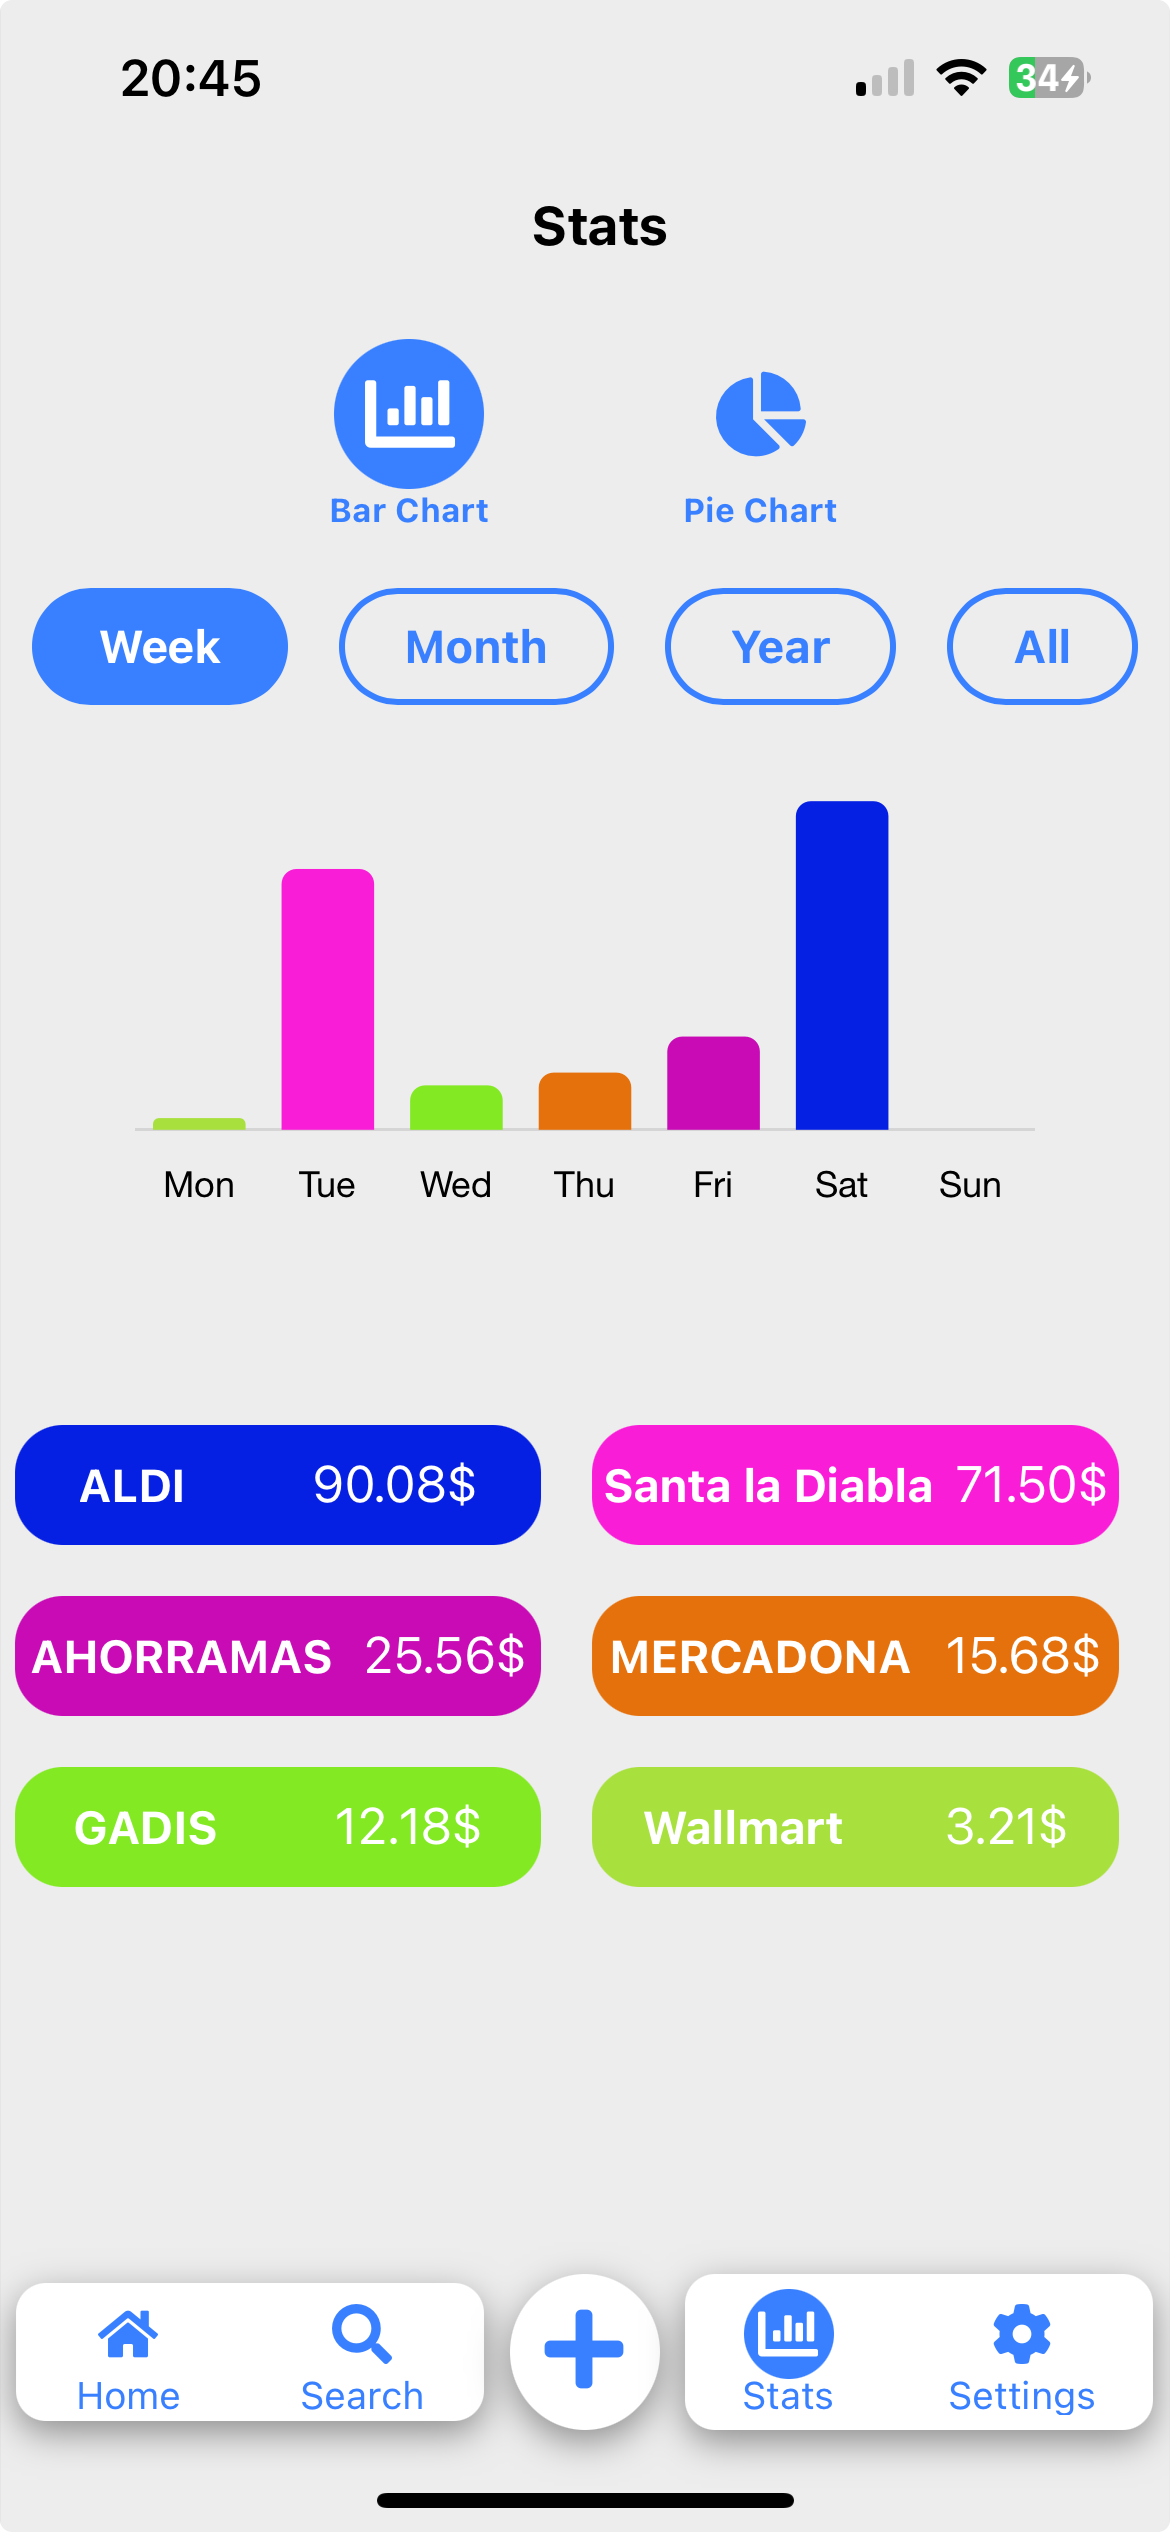 20:45 34
Stats
Bar Chart Pie Chart
Week Month Year All
Mon Tue Wed Thu Fri Sat Sun
ALDI 90.08$ Santa la Diabla 71.50$
AHORRAMAS 25.56$ MERCADONA 15.68$
GADIS 12.18$ Wallmart 3.21$
Home Search Stats Settings